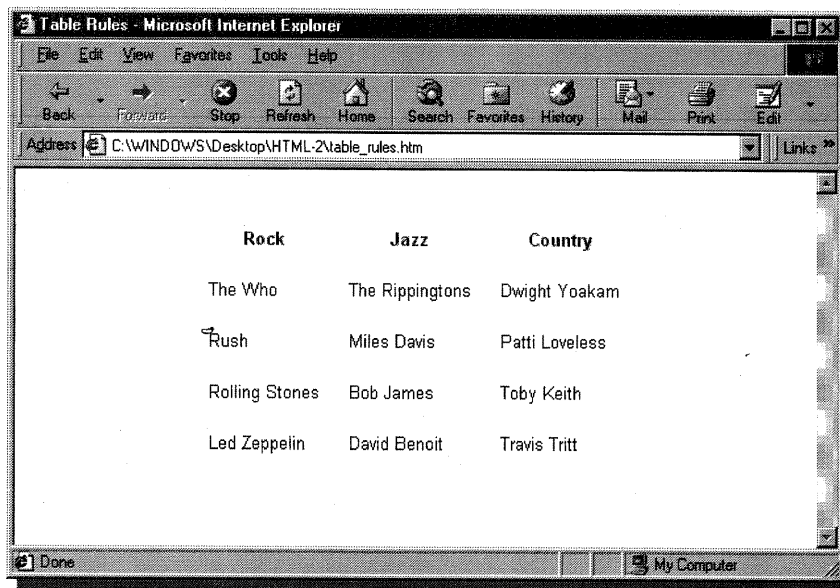 Table Rules - Microsoft Internet Explorer
File Edit View Favorites Tools Help
Back Forward Stop Refresh Home Search Favorites History Mail Print Edit
Address C:\WINDOWS\Desktop\HTML-2\table_rules.htm Links »
Rock Jazz Country
The Who The Rippingtons Dwight Yoakam
Rush Miles Davis Patti Loveless
Rolling Stones Bob James Toby Keith
Led Zeppelin David Benoit Travis Tritt
Done My Computer